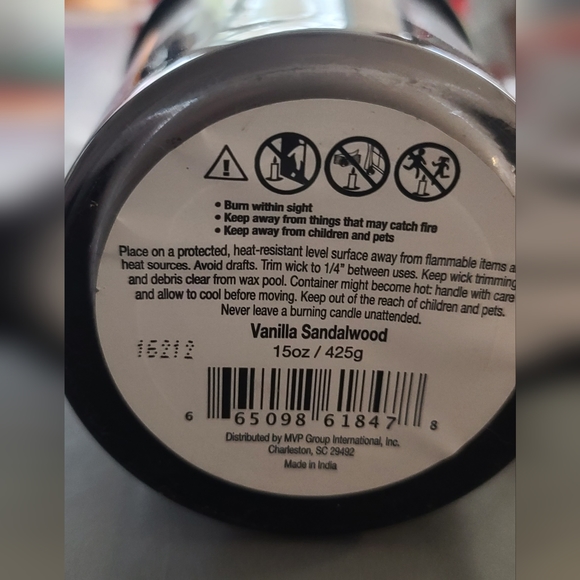 • Burn within sight
• Keep away from things that may catch fire
• Keep away from children and pets
Place on a protected, heat-resistant level surface away from flammable items a
heat sources. Avoid drafts. Trim wick to 1/4" between uses. Keep wick trimming
and debris clear from wax pool. Container might become hot: handle with care
and allow to cool before moving. Keep out of the reach of children and pets.
Never leave a burning candle unattended.
Vanilla Sandalwood
16212
15oz / 425g
6 65098 61847 8
Distributed by MVP Group International, Inc.
Charleston, SC 29492
Made in India